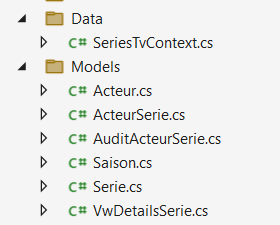 Data
C# SeriesTvContext.cs
Models
C# Acteur.cs
C# ActeurSerie.cs
C# AuditActeurSerie.cs
C# Saison.cs
C# Serie.cs
C# VwDetailsSerie.cs